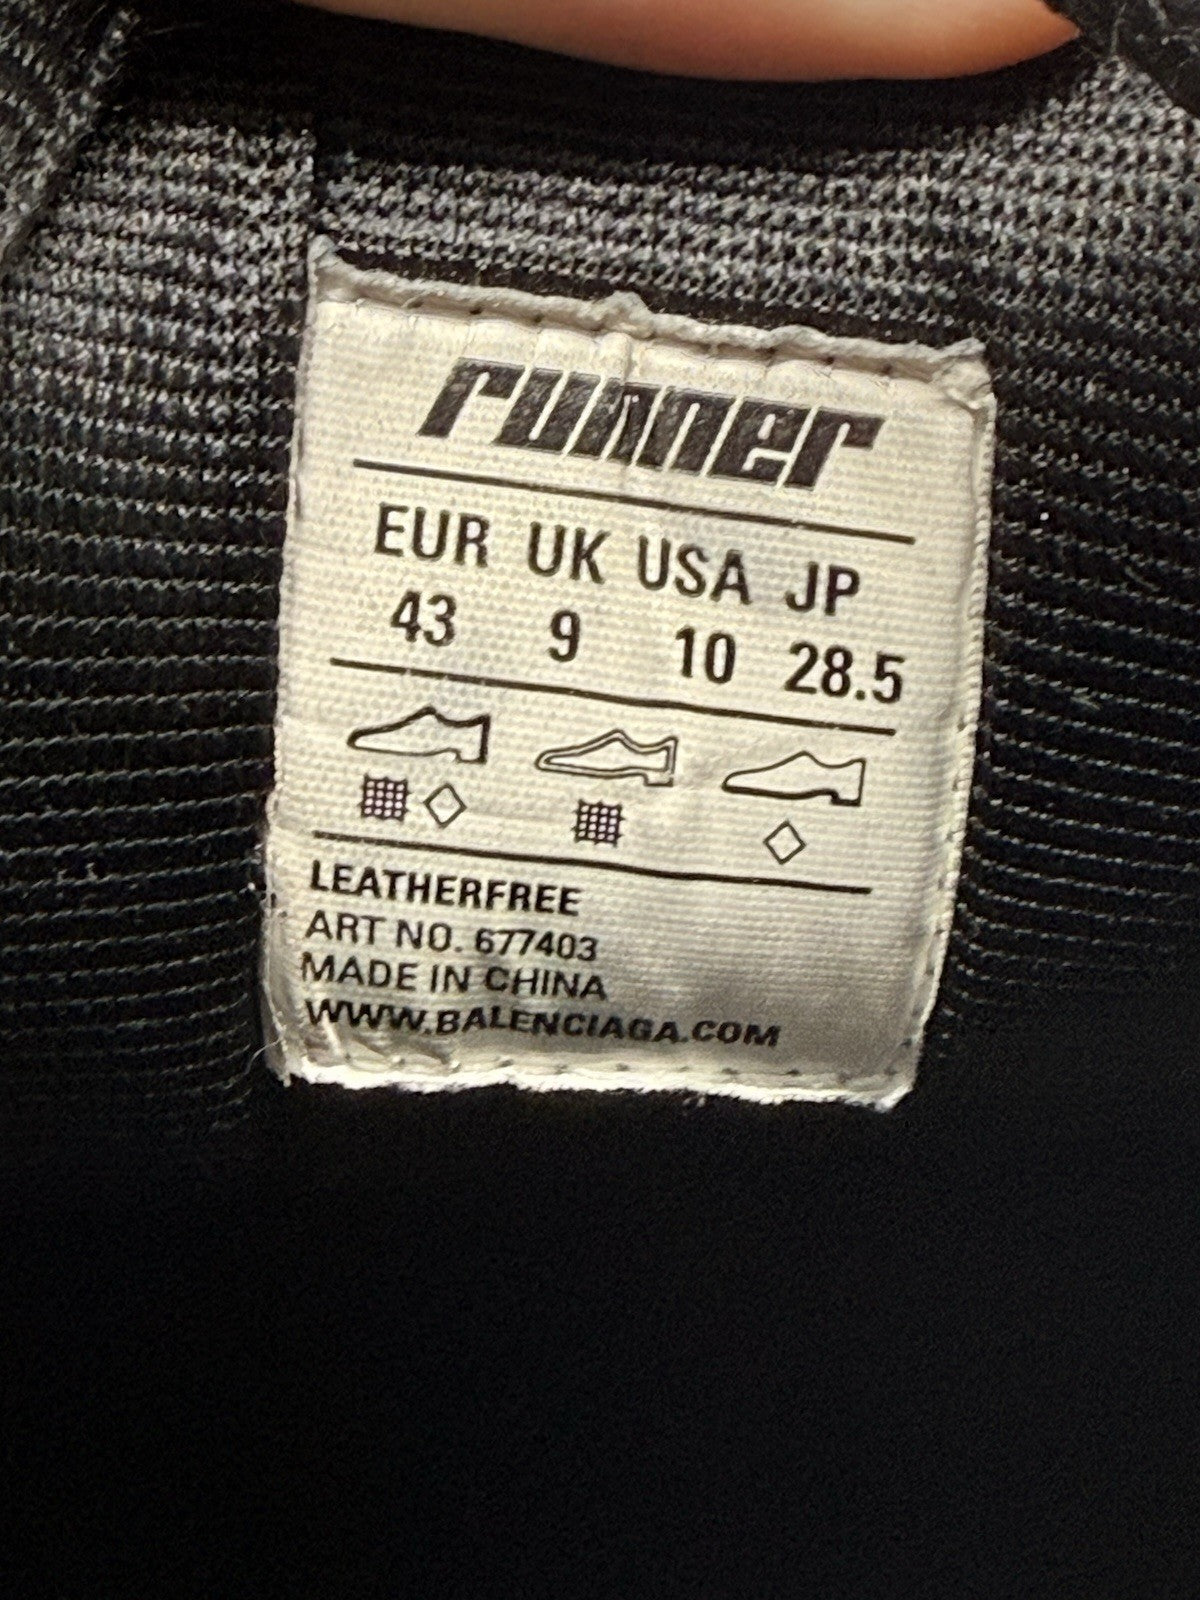 runner
EUR UK USA JP
43 9 10 28.5
LEATHERFREE
ART NO. 677403
MADE IN CHINA
WWW.BALENCIAGA.COM